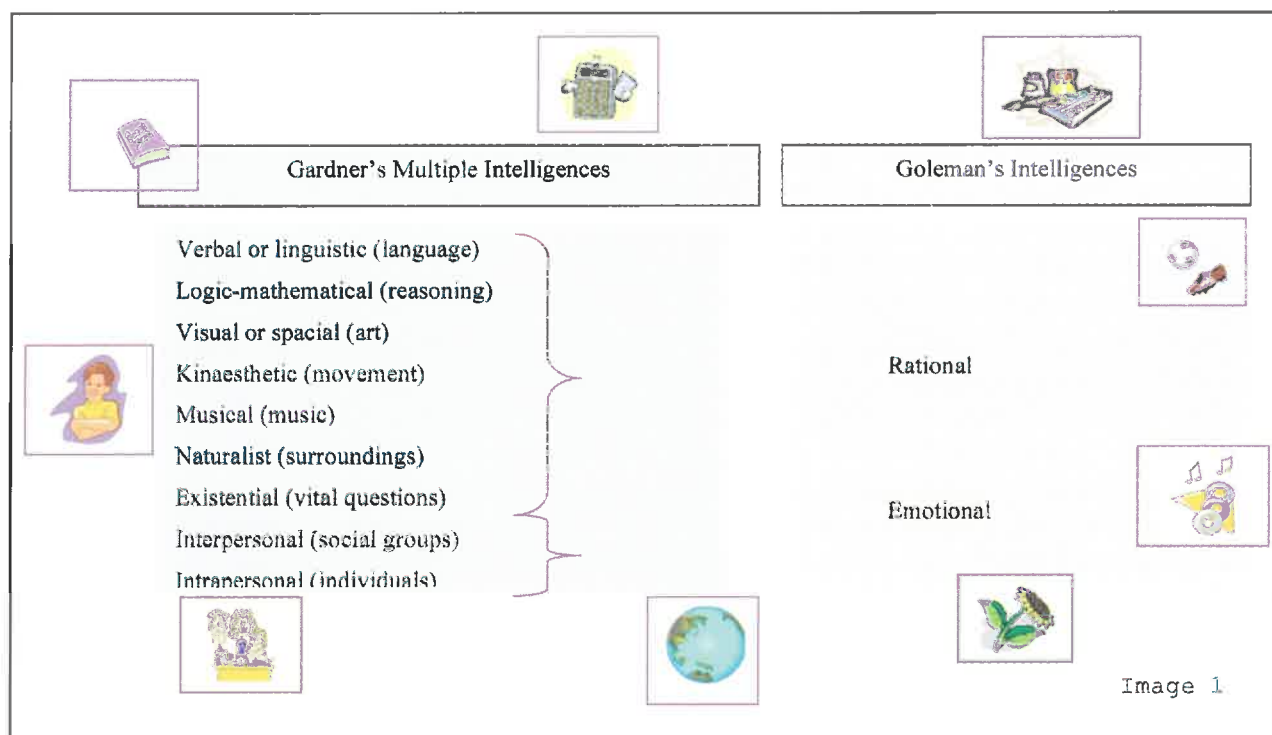 Gardner's Multiple Intelligences
Goleman's Intelligences
Verbal or linguistic (language)
Logic-mathematical (reasoning)
Visual or spacial (art)
Kinaesthetic (movement)
Musical (music)
Naturalist (surroundings)
Existential (vital questions)
Interpersonal (social groups)
Intrapersonal (individuals)
Rational
Emotional
Image 1